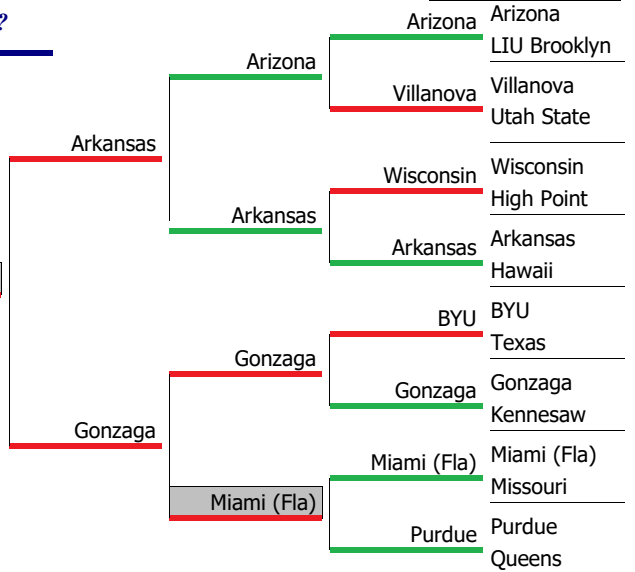 ?
Arizona
Arizona
LIU Brooklyn
Arizona
Villanova
Villanova
Utah State
Arkansas
Wisconsin
Wisconsin
High Point
Arkansas
Arkansas
Arkansas
Hawaii
BYU
BYU
Texas
Gonzaga
Gonzaga
Gonzaga
Kennesaw
Gonzaga
Miami (Fla)
Miami (Fla)
Missouri
Miami (Fla)
Purdue
Purdue
Queens